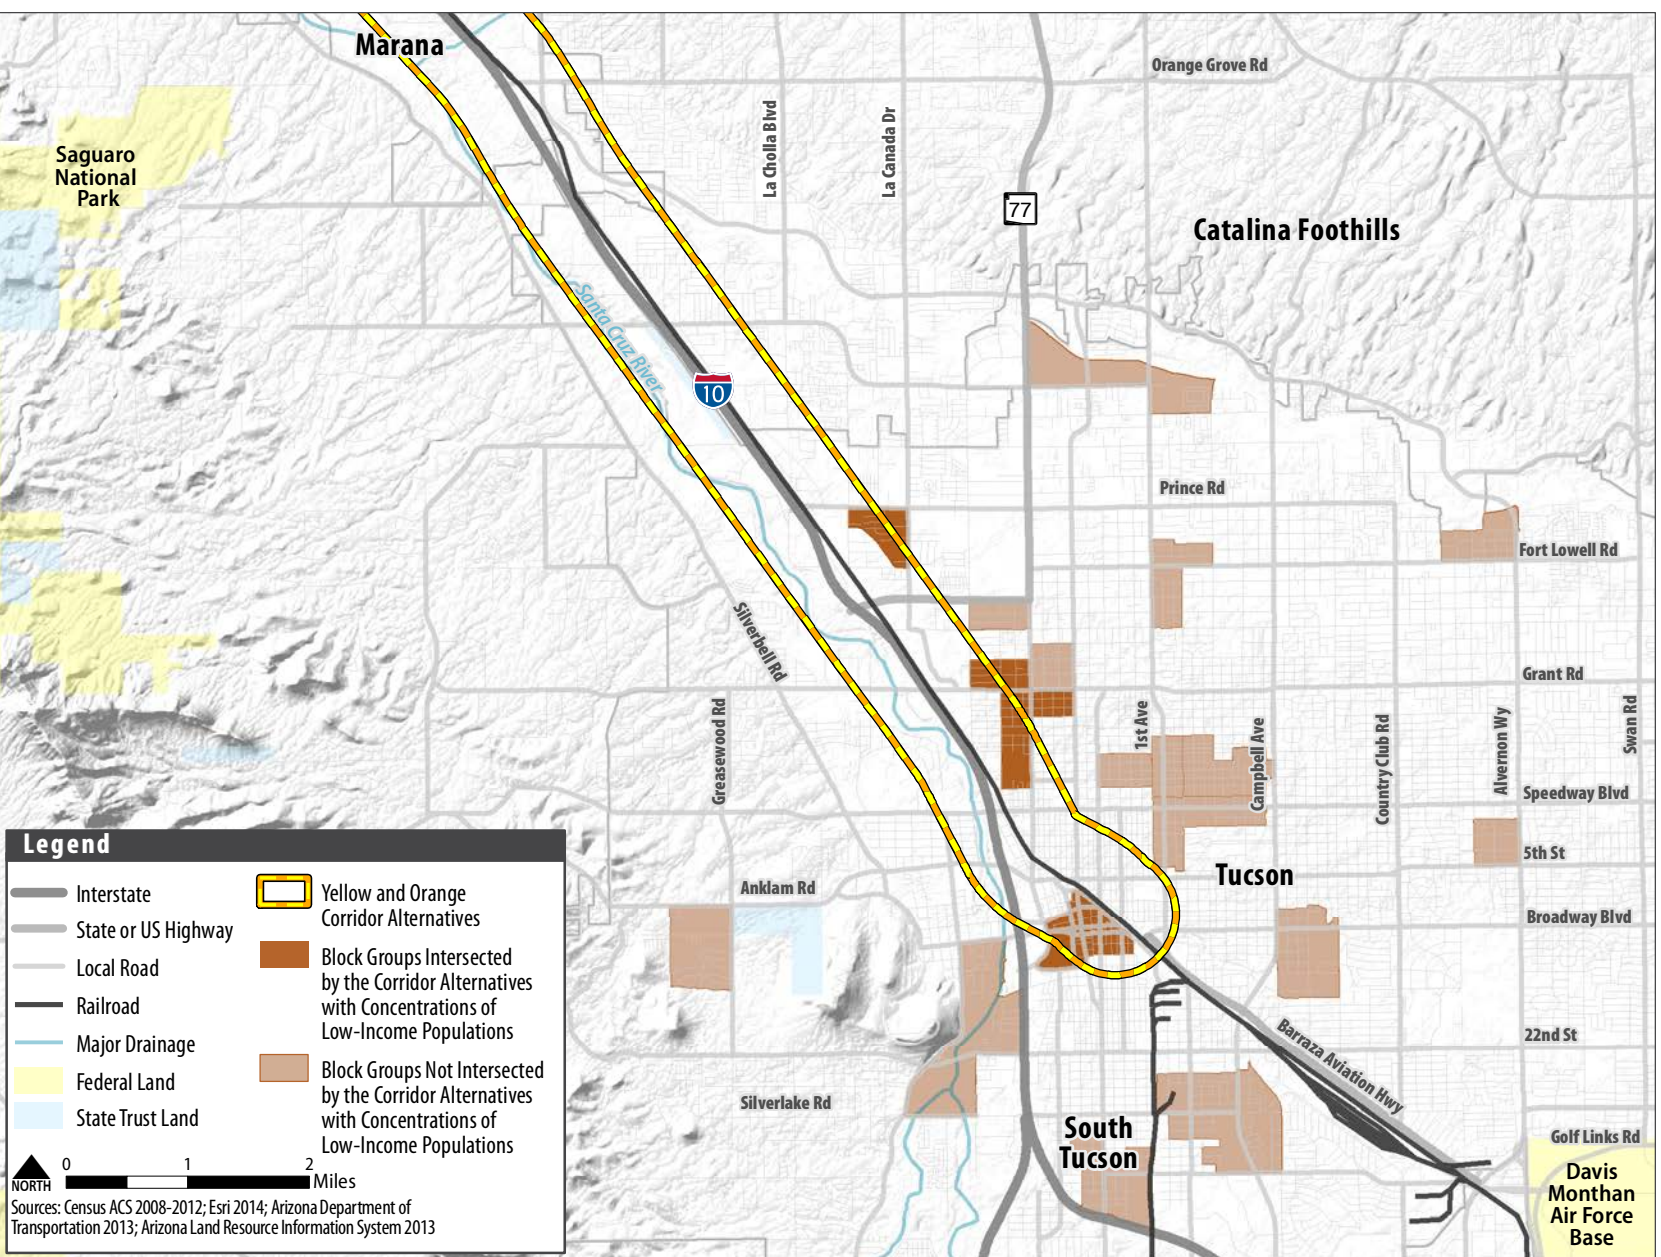 Marana
Orange Grove Rd
La Cholla Blvd
La Canada Dr
Saguaro
National
Park
77
Catalina Foothills
Santa Cruz River
10
Prince Rd
Fort Lowell Rd
Silverbell Rd
Grant Rd
Greasewood Rd
1st Ave
Campbell Ave
Country Club Rd
Alvernon Wy
Swan Rd
Speedway Blvd
5th St
Tucson
Anklam Rd
Broadway Blvd
22nd St
Barraza Aviation Hwy
Silverlake Rd
South
Tucson
Golf Links Rd
Davis
Monthan
Air Force
Base
Legend
Interstate
State or US Highway
Local Road
Railroad
Major Drainage
Federal Land
State Trust Land
Yellow and Orange
Corridor Alternatives
Block Groups Intersected
by the Corridor Alternatives
with Concentrations of
Low-Income Populations
Block Groups Not Intersected
by the Corridor Alternatives
with Concentrations of
Low-Income Populations
NORTH
0 1 2
Miles
Sources: Census ACS 2008-2012; Esri 2014; Arizona Department of
Transportation 2013; Arizona Land Resource Information System 2013